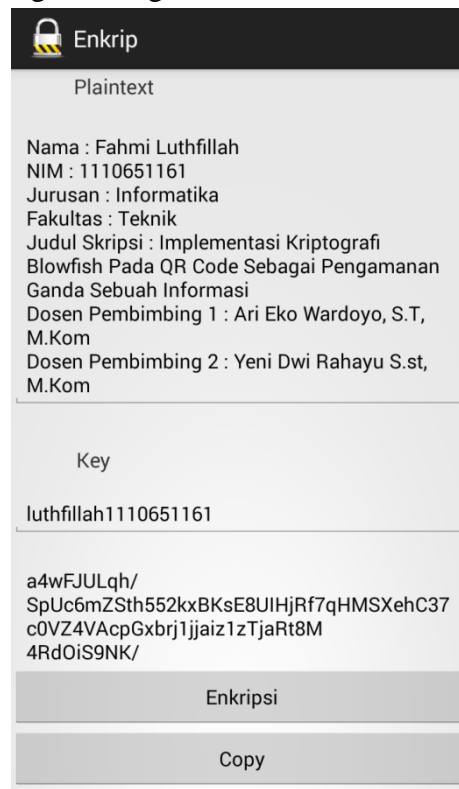 Enkrip
Plaintext
Nama : Fahmi Luthfillah
NIM : 1110651161
Jurusan : Informatika
Fakultas : Teknik
Judul Skripsi : Implementasi Kriptografi
Blowfish Pada QR Code Sebagai Pengamanan
Ganda Sebuah Informasi
Dosen Pembimbing 1 : Ari Eko Wardoyo, S.T,
M.Kom
Dosen Pembimbing 2 : Yeni Dwi Rahayu S.st,
M.Kom
Key
luthfillah1110651161
a4wFJULqh/
SpUc6mZSth552kxBKsE8UIHjRf7qHMSXehC37
c0VZ4VAcpGxbrj1jjaiz1zTjaRt8M
4RdOiS9NK/
Enkripsi
Copy